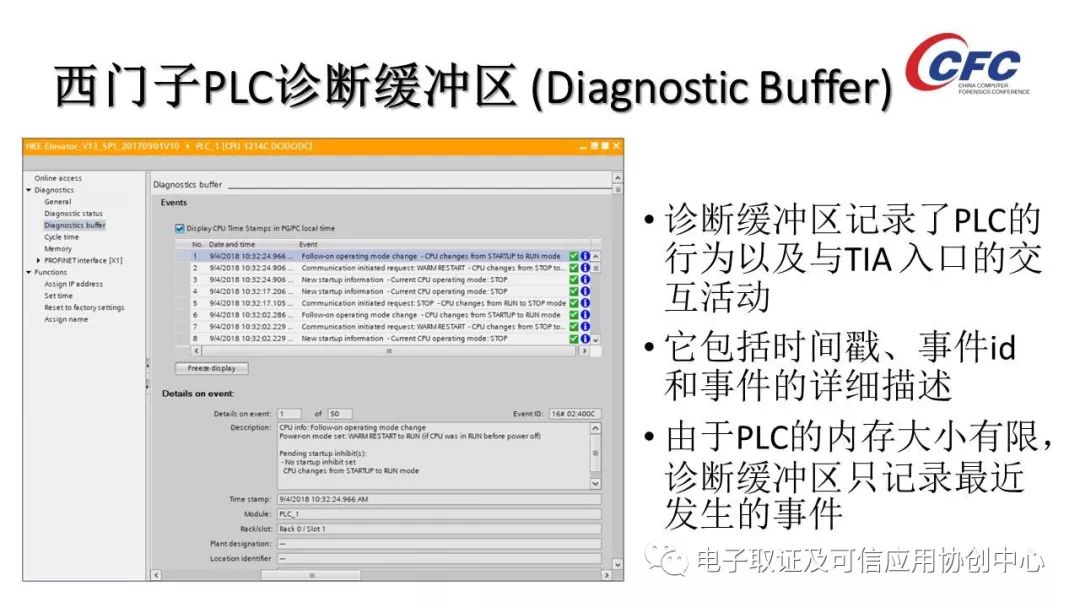 西门子PLC诊断缓冲区 (Diagnostic Buffer)
CFC
CHINA COMPUTER
FORENSICS CONFERENCE
HKE Elevator_V13_SP1_20170901V10 ▸ PLC_1 [CPU 1214C DC/DC/DC]
Online access
Diagnostics
General
Diagnostic status
Diagnostics buffer
Cycle time
Memory
PROFINET interface [X1]
Functions
Assign IP address
Set time
Reset to factory settings
Assign name
Diagnostics buffer
Events
Display CPU Time Stamps in PG/PC local time
No. Date and time Event
1 9/4/2018 10:32:24.966 ... Follow-on operating mode change - CPU changes from STARTUP to RUN mode
2 9/4/2018 10:32:24.906 ... Communication initiated request: WARM RESTART - CPU changes from STOP to...
3 9/4/2018 10:32:24.906 ... New startup information - Current CPU operating mode: STOP
4 9/4/2018 10:32:17.206 ... New startup information - Current CPU operating mode: STOP
5 9/4/2018 10:32:17.105 ... Communication initiated request: STOP - CPU changes from RUN to STOP mode
6 9/4/2018 10:32:02.286 ... Follow-on operating mode change - CPU changes from STARTUP to RUN mode
7 9/4/2018 10:32:02.229 ... Communication initiated request: WARM RESTART - CPU changes from STOP to...
8 9/4/2018 10:32:02.229 ... New startup information - Current CPU operating mode: STOP
Freeze display
Details on event:
Details on event: 1 of 50 Event ID: 16# 02:400C
Description: CPU info: Follow-on operating mode change
Power-on mode set: WARM RESTART to RUN (if CPU was in RUN before power off)
Pending startup inhibit(s):
- No startup inhibit set
CPU changes from STARTUP to RUN mode
Time stamp: 9/4/2018 10:32:24.966 AM
Module: PLC_1
Rack/slot: Rack 0 / Slot 1
Plant designation: ---
Location identifier ---
• 诊断缓冲区记录了PLC的
行为以及与TIA 入口的交
互活动
• 它包括时间戳、事件id
和事件的详细描述
• 由于PLC的内存大小有限，
诊断缓冲区只记录最近
发生的事件
电子取证及可信应用协创中心